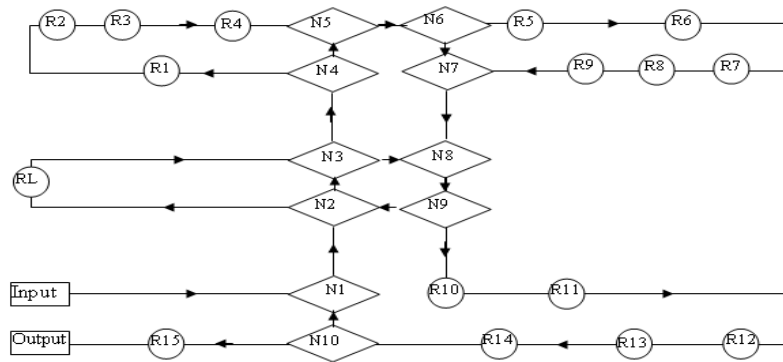 R2 R3 R4 N5 N6 R5 R6
R1 N4 N7 R9 R8 R7
RL N3 N8
N2 N9
Input N1 R10 R11
Output R15 N10 R14 R13 R12